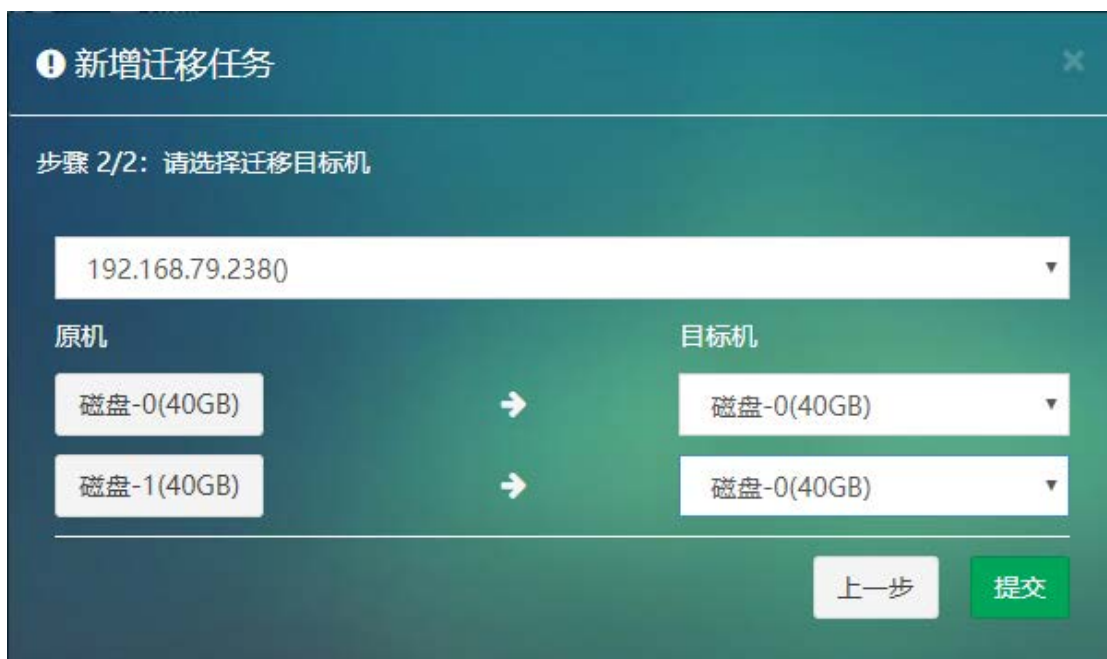 新增迁移任务
步骤 2/2：请选择迁移目标机
192.168.79.238()
原机 目标机
磁盘-0(40GB) 磁盘-0(40GB)
磁盘-1(40GB) 磁盘-0(40GB)
上一步 提交